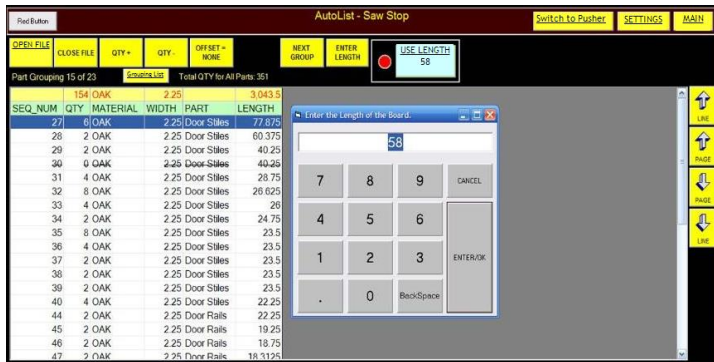 Red Button
AutoList - Saw Stop
Switch to Pusher
SETTINGS
MAIN
OPEN FILE
CLOSE FILE
QTY +
QTY -
OFFSET =
NONE
NEXT
GROUP
ENTER
LENGTH
USE LENGTH
58
Part Grouping 15 of 23
Grouping List
Total QTY for All Parts: 351
154 OAK 2.25 3,043.5
SEQ_NUM QTY MATERIAL WIDTH PART LENGTH
27 6 OAK 2.25 Door Stiles 77.875
28 2 OAK 2.25 Door Stiles 60.375
29 2 OAK 2.25 Door Stiles 40.25
30 0 OAK 2.25 Door Stiles 40.25
31 4 OAK 2.25 Door Stiles 28.75
32 8 OAK 2.25 Door Stiles 26.625
33 4 OAK 2.25 Door Stiles 26
34 2 OAK 2.25 Door Stiles 24.75
35 8 OAK 2.25 Door Stiles 23.5
36 4 OAK 2.25 Door Stiles 23.5
37 2 OAK 2.25 Door Stiles 23.5
38 2 OAK 2.25 Door Stiles 23.5
39 2 OAK 2.25 Door Stiles 23.5
40 4 OAK 2.25 Door Stiles 22.25
44 2 OAK 2.25 Door Rails 22.25
45 2 OAK 2.25 Door Rails 19.25
46 2 OAK 2.25 Door Rails 18.75
47 2 OAK 2.25 Door Rails 18.3125
Enter the Length of the Board.
58
7 8 9 CANCEL
4 5 6
1 2 3 ENTER/OK
. 0 BackSpace
LINE
PAGE
PAGE
LINE